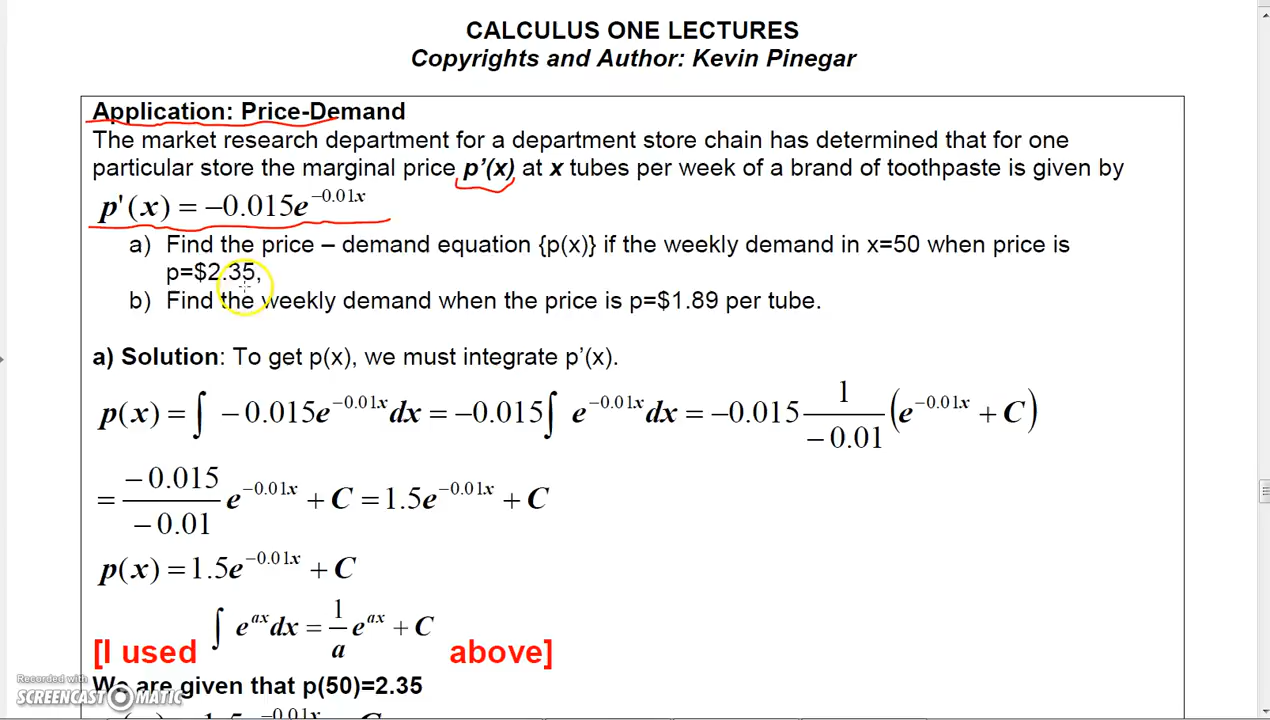 CALCULUS ONE LECTURES
Copyrights and Author: Kevin Pinegar
Application: Price-Demand
The market research department for a department store chain has determined that for one
particular store the marginal price p’(x) at x tubes per week of a brand of toothpaste is given by
p'(x) = −0.015e^{−0.01x}
a) Find the price – demand equation {p(x)} if the weekly demand in x=50 when price is
p=$2.35,
b) Find the weekly demand when the price is p=$1.89 per tube.
a) Solution: To get p(x), we must integrate p’(x).
p(x) = ∫ −0.015e^{−0.01x}dx = −0.015∫ e^{−0.01x}dx = −0.015 \frac{1}{−0.01}(e^{−0.01x} + C)
= \frac{−0.015}{−0.01} e^{−0.01x} + C = 1.5e^{−0.01x} + C
p(x) = 1.5e^{−0.01x} + C
[I used ∫ e^{ax}dx = \frac{1}{a} e^{ax} + C above]
Recorded with
SCREENCAST-O-MATIC
We are given that p(50)=2.35